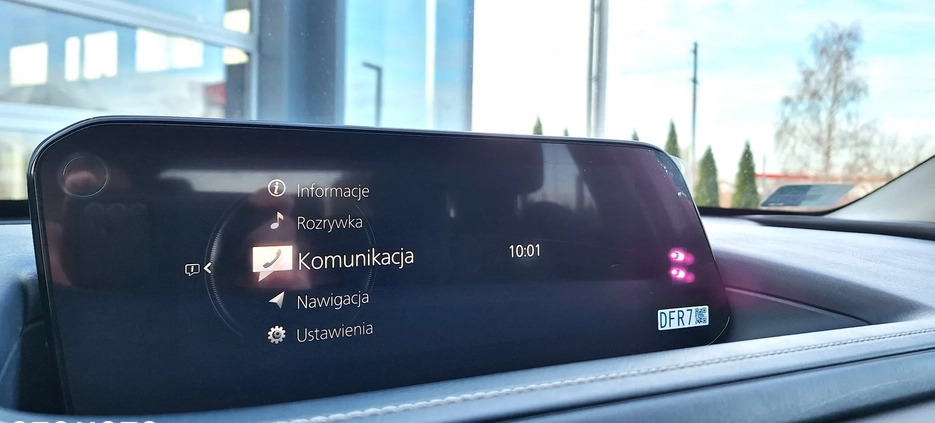 Informacje
Rozrywka
Komunikacja
10:01
Nawigacja
Ustawienia
DFR7